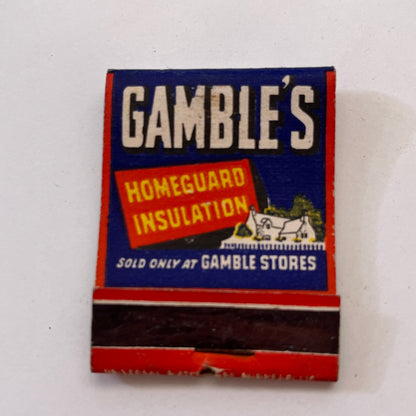 GAMBLE'S
HOMEGUARD
INSULATION
SOLD ONLY AT GAMBLE STORES